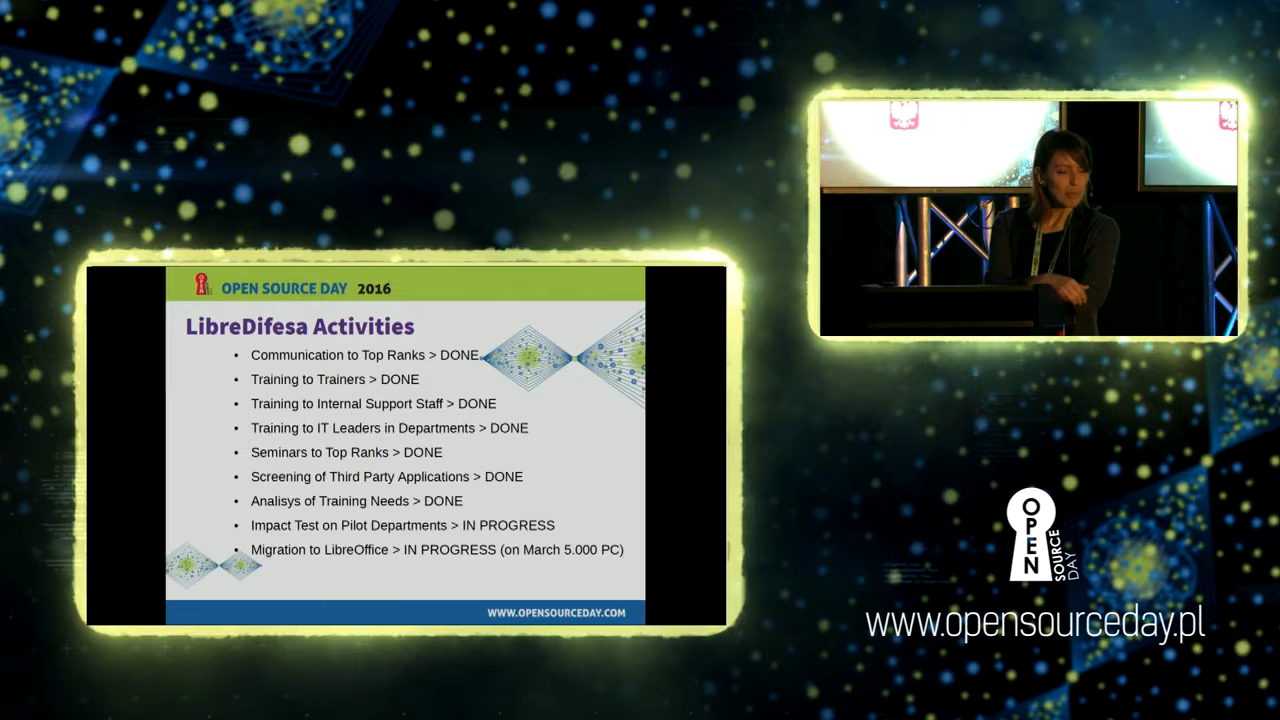 OPEN SOURCE DAY 2016
LibreDifesa Activities
• Communication to Top Ranks > DONE
• Training to Trainers > DONE
• Training to Internal Support Staff > DONE
• Training to IT Leaders in Departments > DONE
• Seminars to Top Ranks > DONE
• Screening of Third Party Applications > DONE
• Analisys of Training Needs > DONE
• Impact Test on Pilot Departments > IN PROGRESS
• Migration to LibreOffice > IN PROGRESS (on March 5.000 PC)
WWW.OPENSOURCEDAY.COM
OPEN
SOURCE
DAY
www.opensourceday.pl